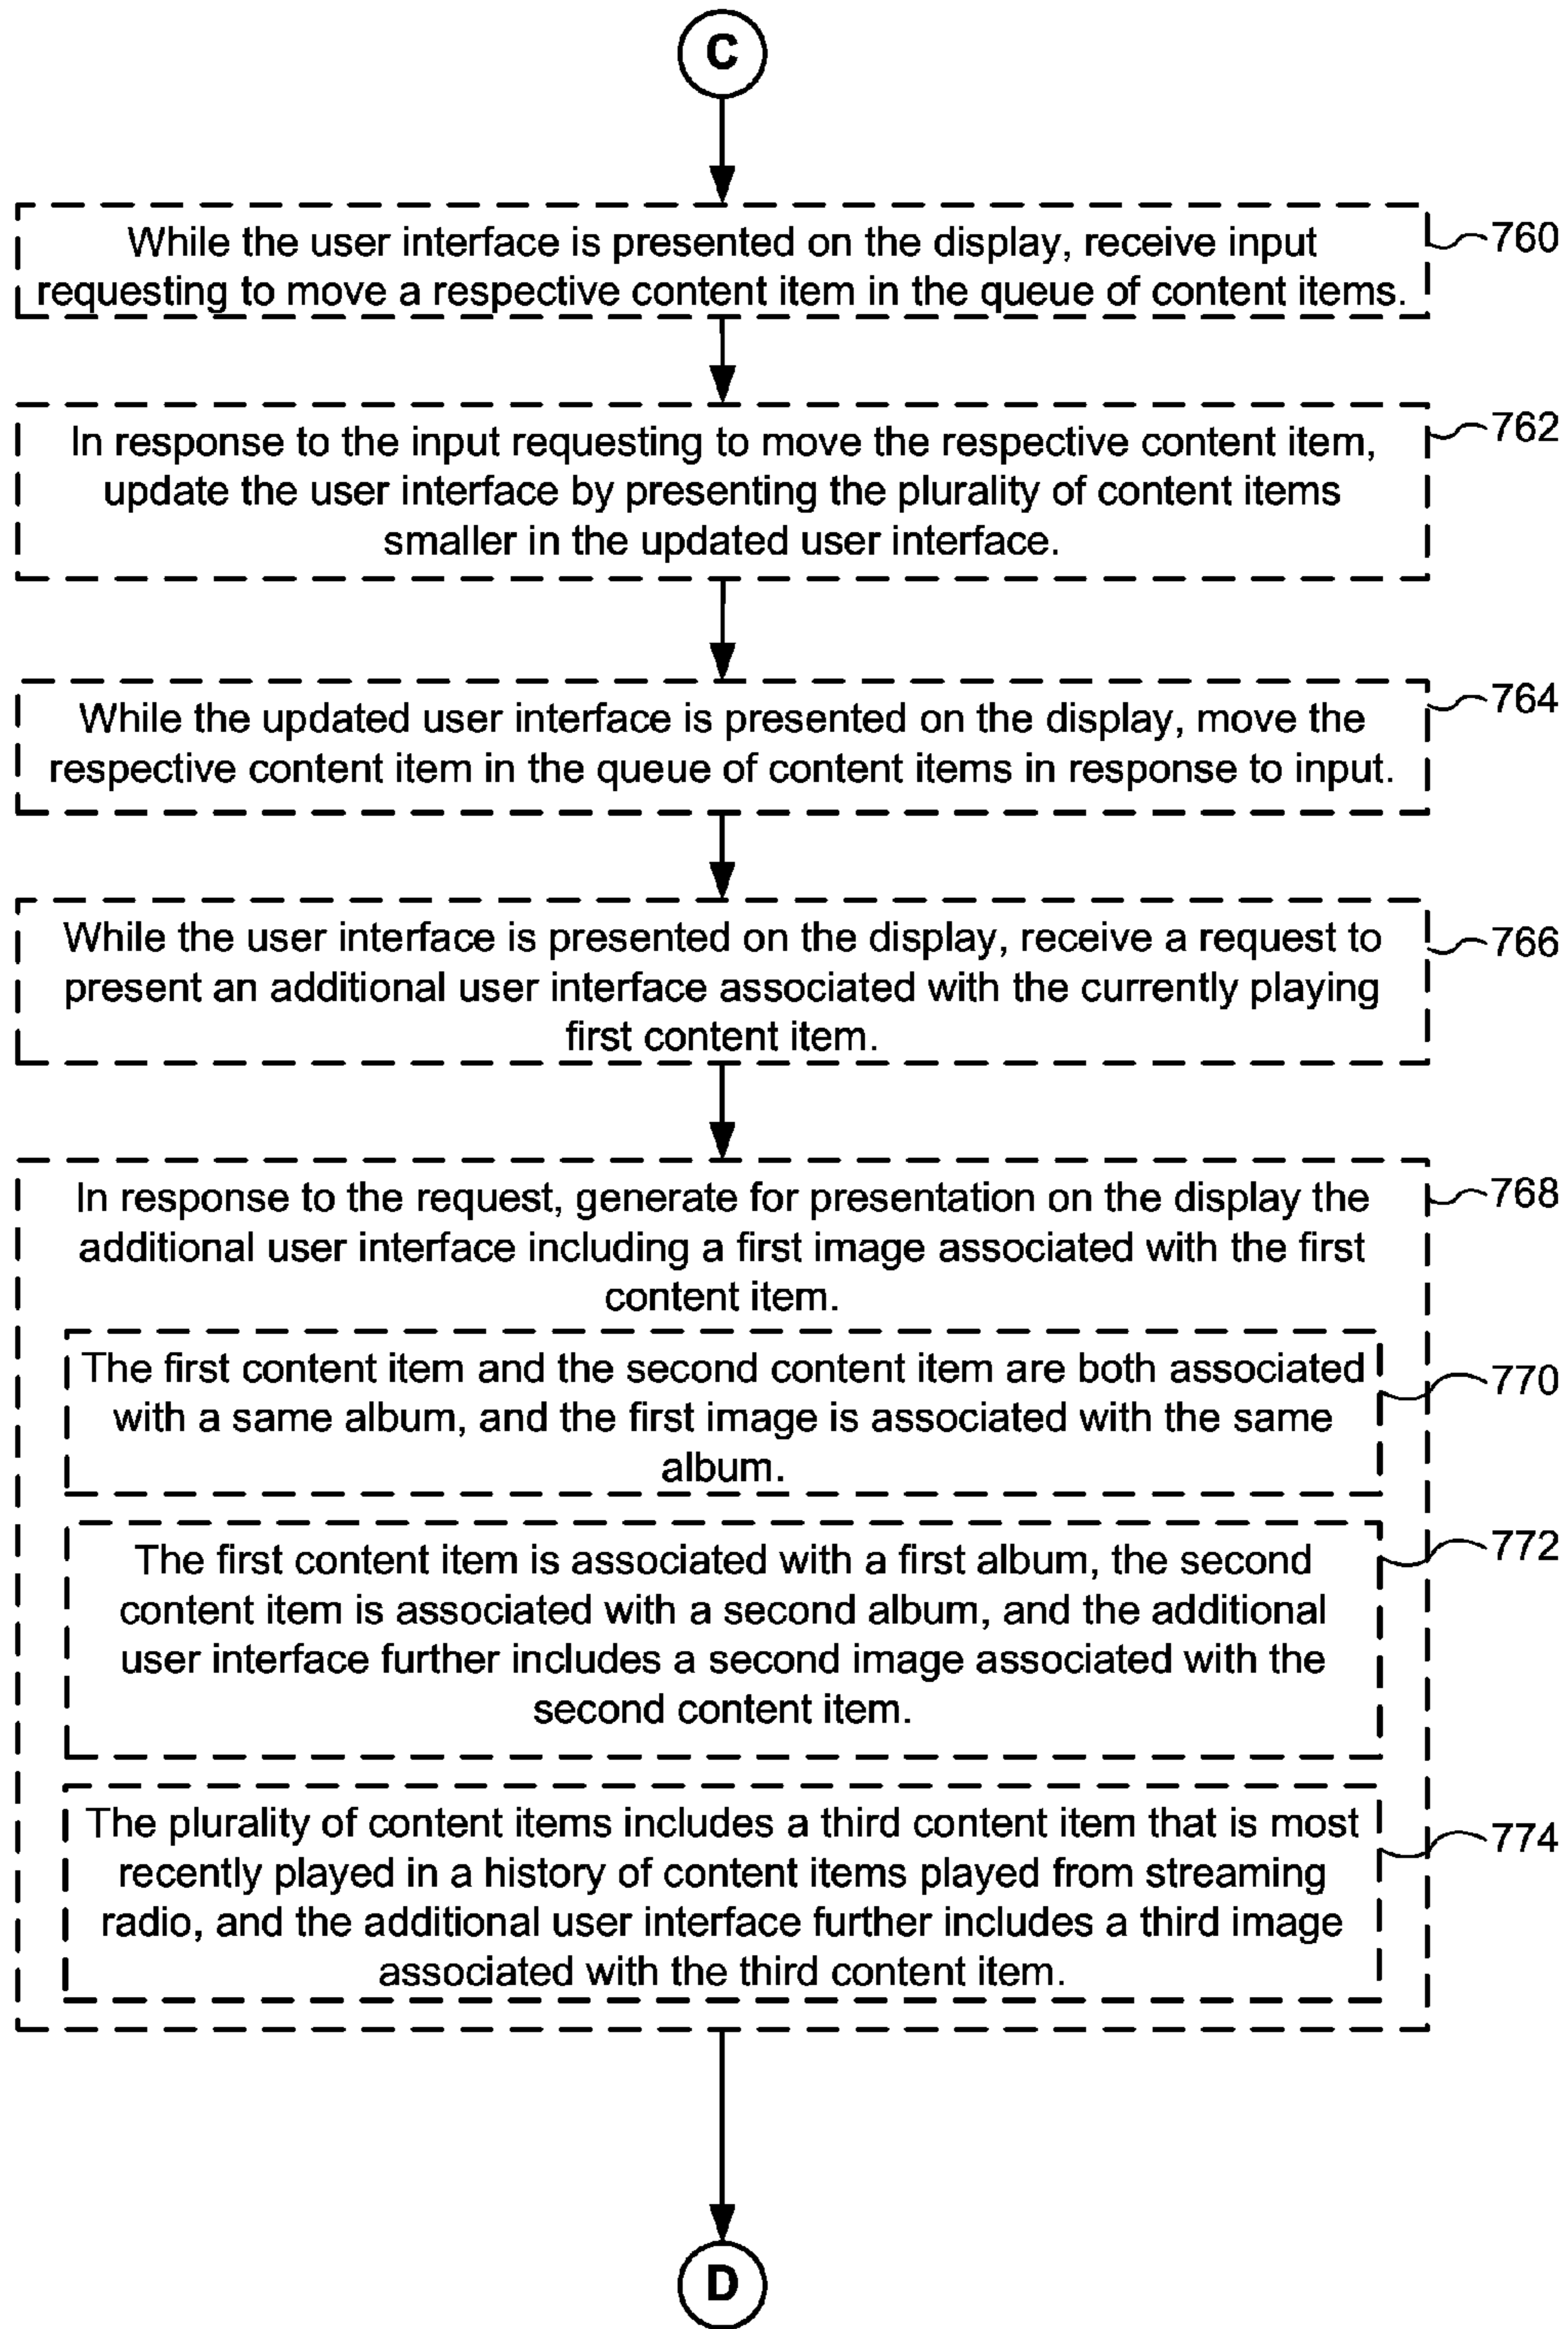 C
While the user interface is presented on the display, receive input
requesting to move a respective content item in the queue of content items.
760
In response to the input requesting to move the respective content item,
update the user interface by presenting the plurality of content items
smaller in the updated user interface.
762
While the updated user interface is presented on the display, move the
respective content item in the queue of content items in response to input.
764
While the user interface is presented on the display, receive a request to
present an additional user interface associated with the currently playing
first content item.
766
In response to the request, generate for presentation on the display the
additional user interface including a first image associated with the first
content item.
768
The first content item and the second content item are both associated
with a same album, and the first image is associated with the same
album.
770
The first content item is associated with a first album, the second
content item is associated with a second album, and the additional
user interface further includes a second image associated with the
second content item.
772
The plurality of content items includes a third content item that is most
recently played in a history of content items played from streaming
radio, and the additional user interface further includes a third image
associated with the third content item.
774
D